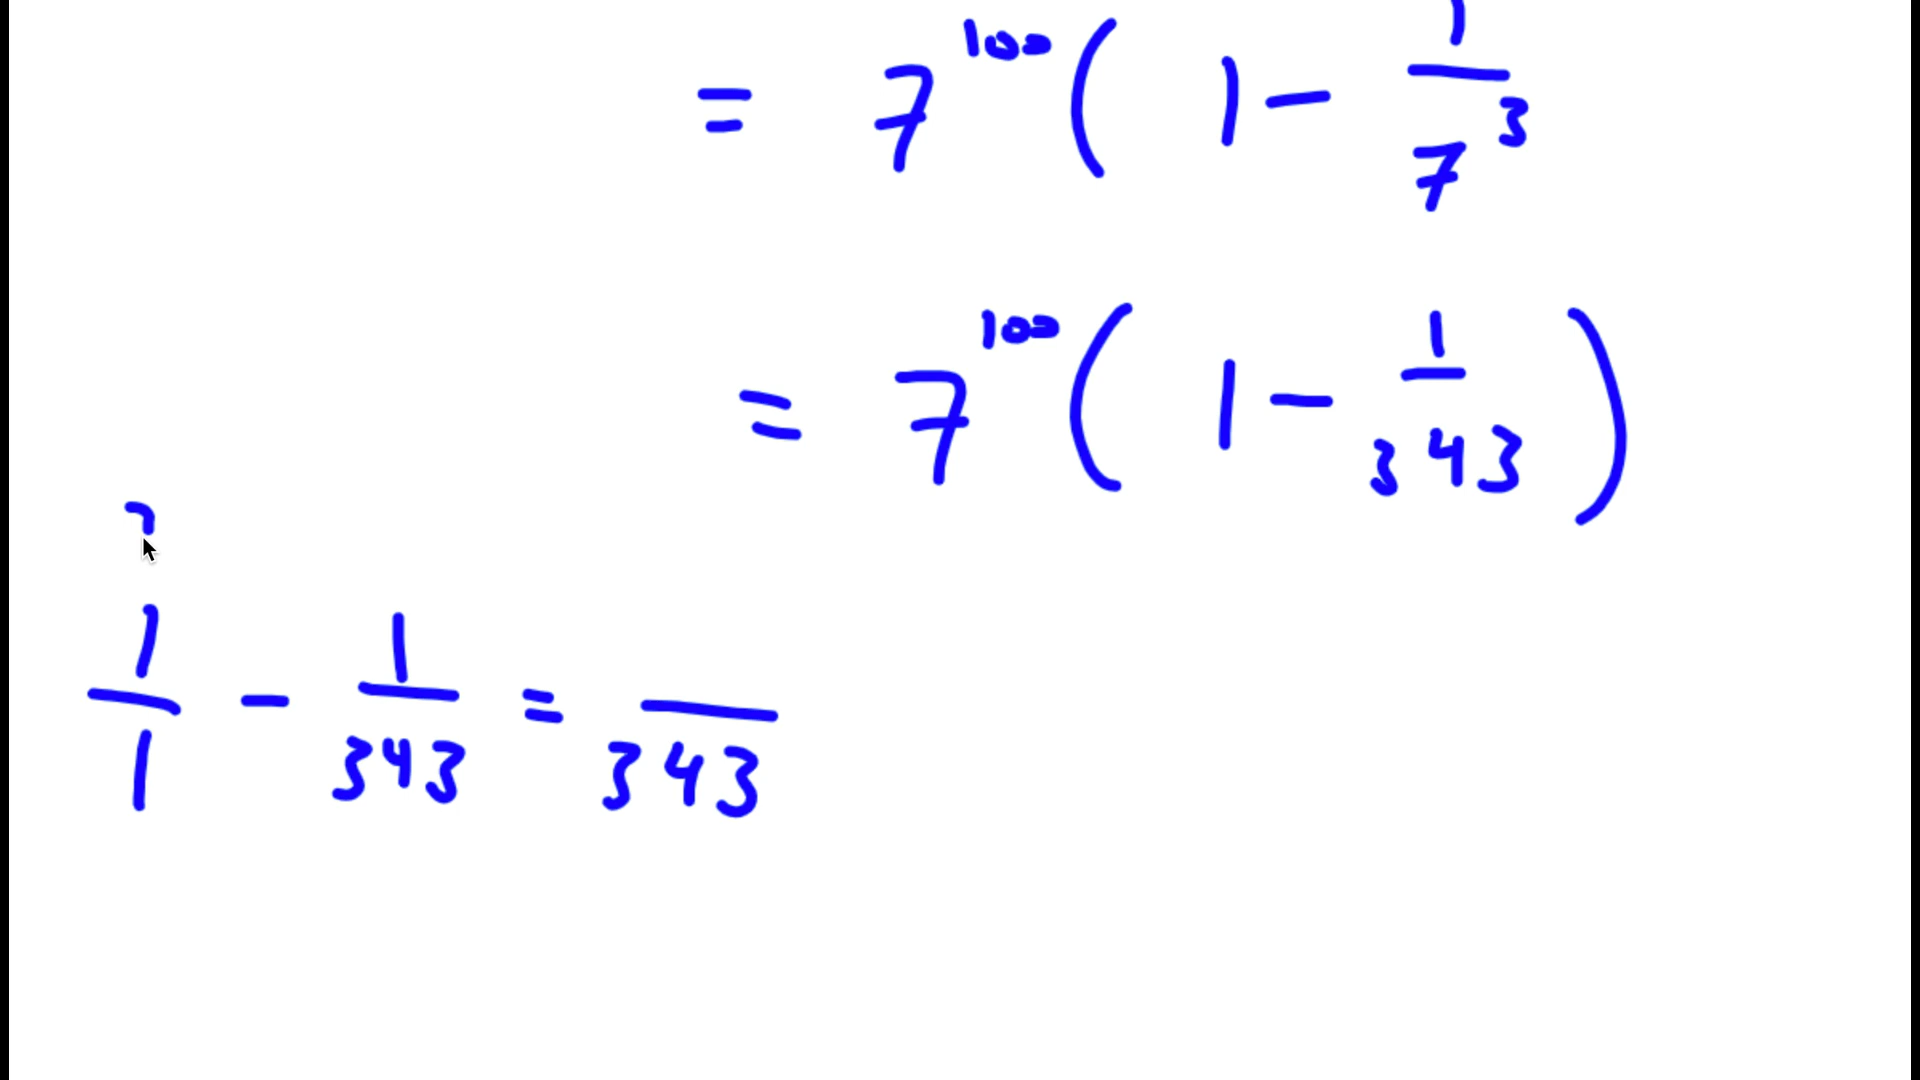 = 7^100 ( 1 - 1/7^3
= 7^100 ( 1 - 1/343 )
1/1 - 1/343 = /343